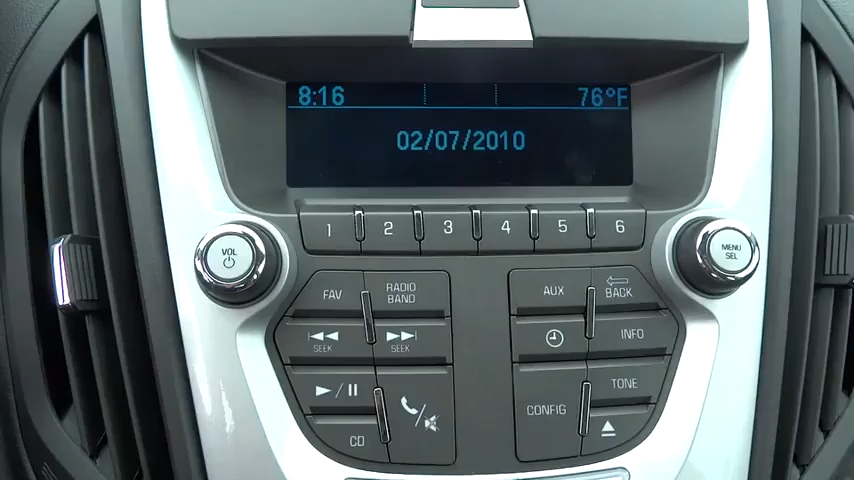 8:16 76°F
02/07/2010
1 2 3 4 5 6
VOL
MENU
SEL
FAV
RADIO
BAND
AUX
BACK
SEEK
SEEK
INFO
TONE
CONFIG
CD